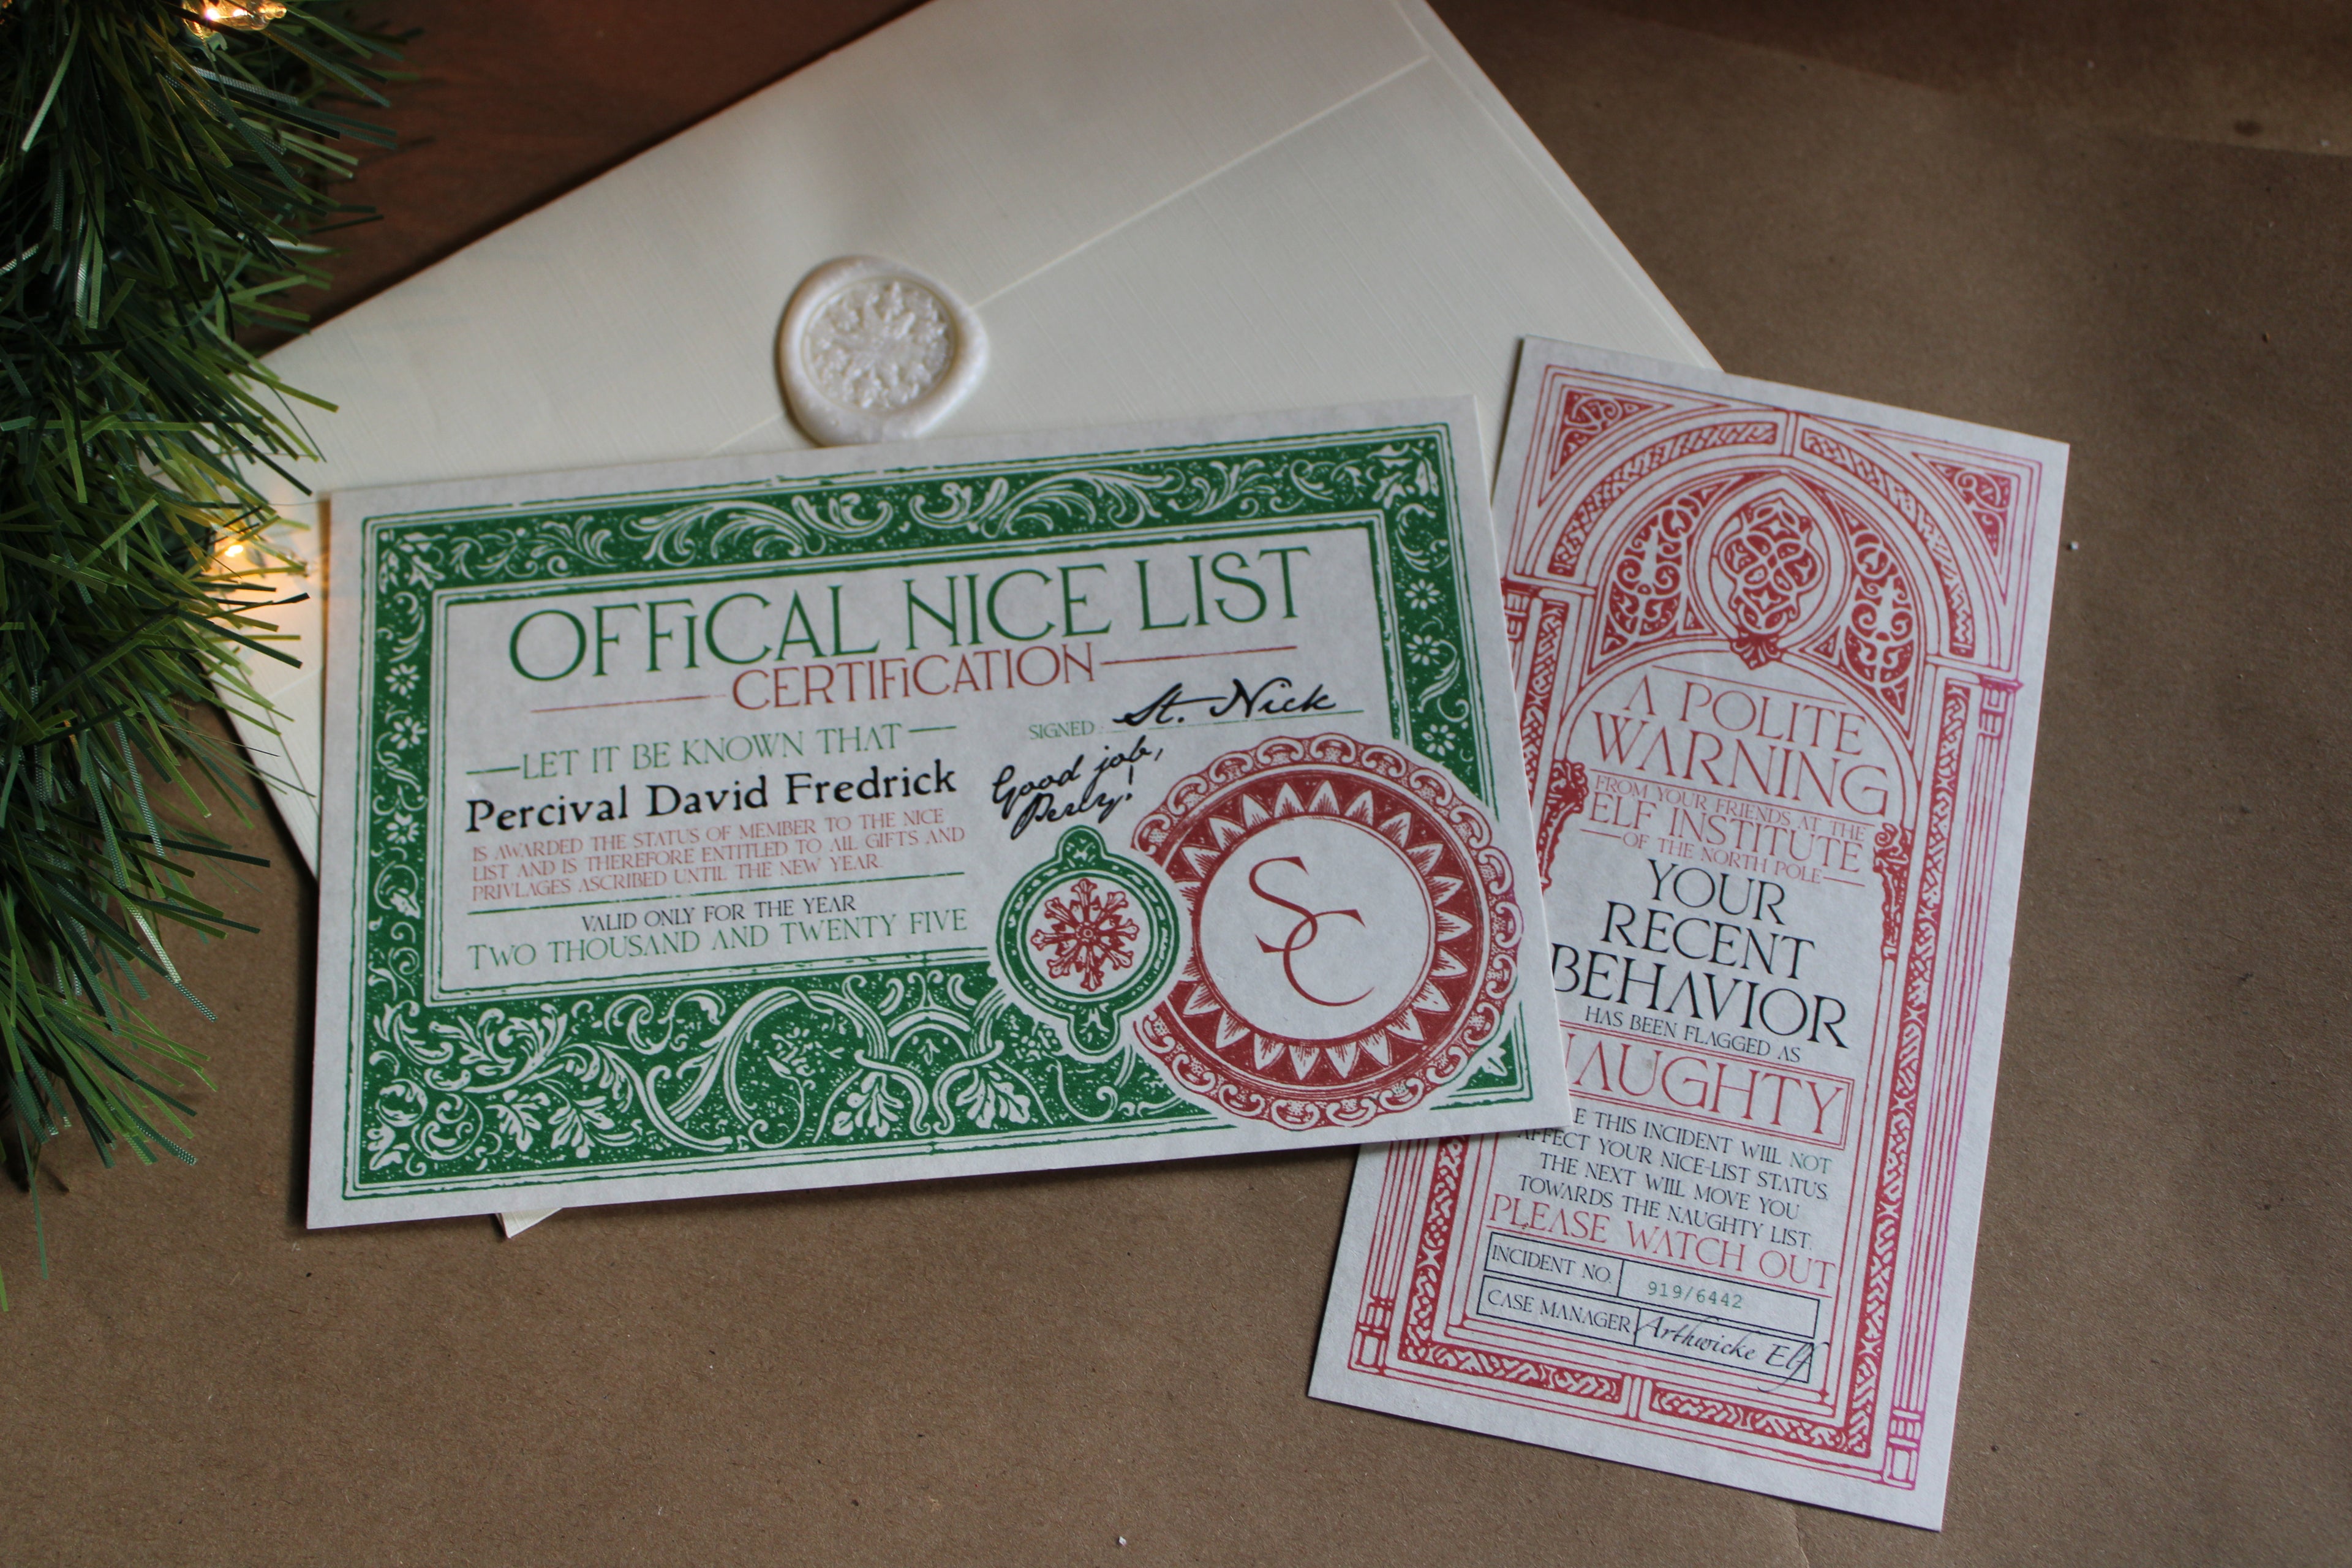 OFFiCAL NICE LIST
CERTIFiCATION
LET IT BE KNOWN THAT
Percival David Fredrick
IS AWARDED THE STATUS OF MEMBER TO THE NICE
LIST AND IS THEREFORE ENTITLED TO ALL GIFTS AND
PRIVLAGES ASCRIBED UNTIL THE NEW YEAR.
VALID ONLY FOR THE YEAR
TWO THOUSAND AND TWENTY FIVE
SIGNED: St. Nick
Good job,
Percy!
SC
A POLITE
WARNING
FROM YOUR FRIENDS AT THE
ELF INSTITUTE
OF THE NORTH POLE
YOUR
RECENT
BEHAVIOR
HAS BEEN FLAGGED AS
NAUGHTY
THIS INCIDENT WILL NOT
AFFECT YOUR NICE-LIST STATUS,
THE NEXT WILL MOVE YOU
TOWARDS THE NAUGHTY LIST.
PLEASE WATCH OUT
INCIDENT NO. 919/6442
CASE MANAGER Arthwicke Elf